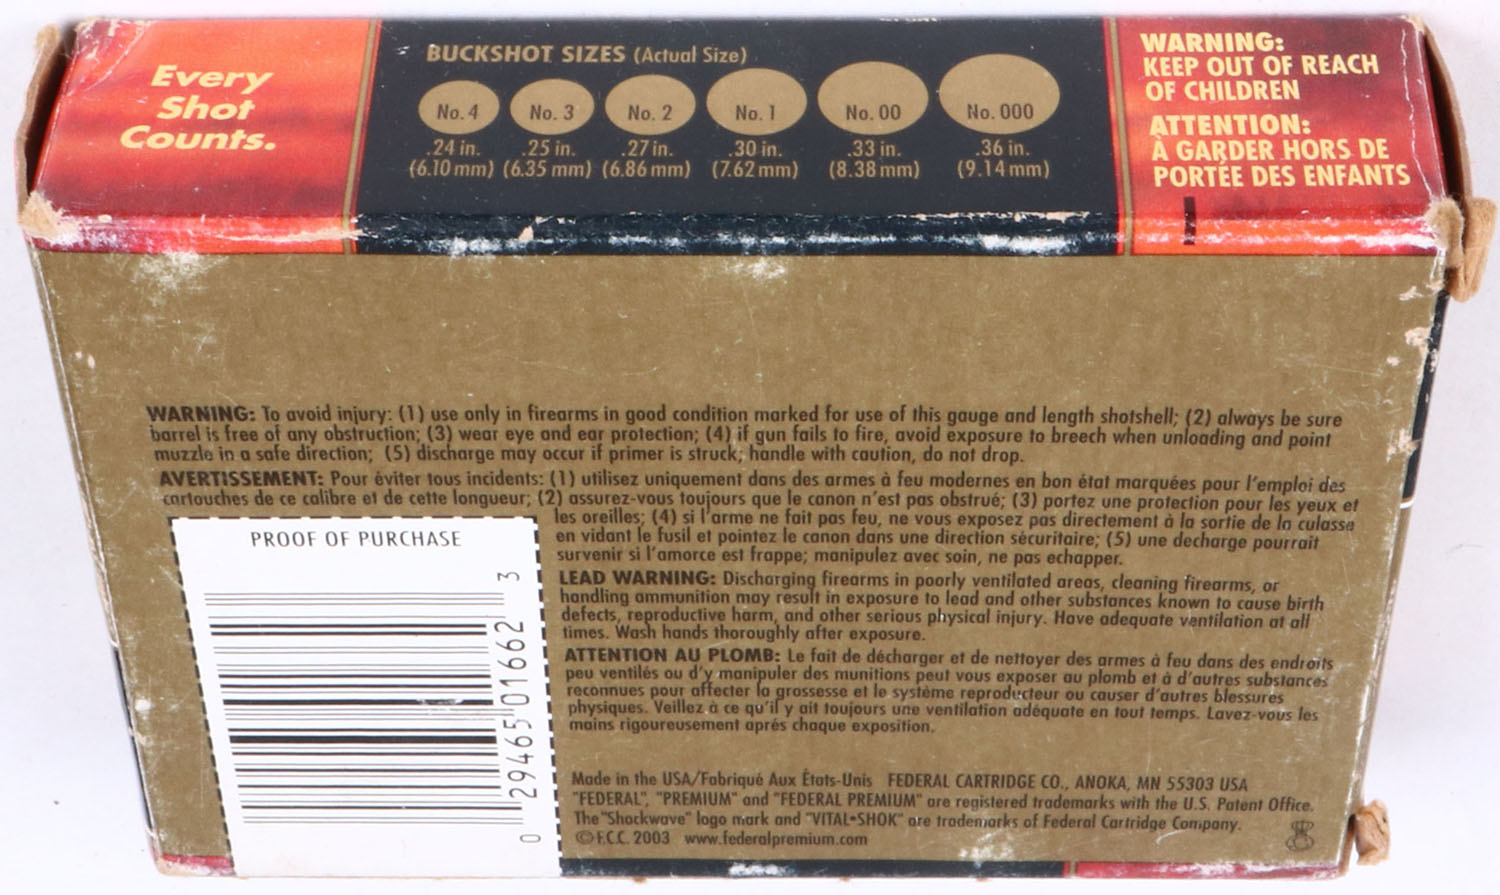 Every
Shot
Counts.
BUCKSHOT SIZES (Actual Size)
No. 4 No. 3 No. 2 No. 1 No. 00 No. 000
.24 in. .25 in. .27 in. .30 in. .33 in. .36 in.
(6.10 mm) (6.35 mm) (6.86 mm) (7.62 mm) (8.38 mm) (9.14 mm)
WARNING:
KEEP OUT OF REACH
OF CHILDREN
ATTENTION:
À GARDER HORS DE
PORTÉE DES ENFANTS
WARNING: To avoid injury: (1) use only in firearms in good condition marked for use of this gauge and length shotshell; (2) always be sure
barrel is free of any obstruction; (3) wear eye and ear protection; (4) if gun fails to fire, avoid exposure to breech when unloading and point
muzzle in a safe direction; (5) discharge may occur if primer is struck; handle with caution, do not drop.
AVERTISSEMENT: Pour éviter tous incidents: (1) utilisez uniquement dans des armes à feu modernes en bon état marquées pour l'emploi des
cartouches de ce calibre et de cette longueur; (2) assurez-vous toujours que le canon n'est pas obstrué; (3) portez une protection pour les yeux et
les oreilles; (4) si l'arme ne fait pas feu, ne vous exposez pas directement à la sortie de la culasse
en vidant le fusil et pointez le canon dans une direction sécuritaire; (5) une decharge pourrait
survenir si l'amorce est frappe; manipulez avec soin, ne pas echapper.
LEAD WARNING: Discharging firearms in poorly ventilated areas, cleaning firearms, or
handling ammunition may result in exposure to lead and other substances known to cause birth
defects, reproductive harm, and other serious physical injury. Have adequate ventilation at all
times. Wash hands thoroughly after exposure.
ATTENTION AU PLOMB: Le fait de décharger et de nettoyer des armes à feu dans des endroits
peu ventilés ou d'y manipuler des munitions peut vous exposer au plomb et à d'autres substances
reconnues pour affecter la grossesse et le système reproducteur ou causer d'autres blessures
physiques. Veillez à ce qu'il y ait toujours une ventilation adéquate en tout temps. Lavez-vous les
mains rigoureusement aprés chaque exposition.
PROOF OF PURCHASE
0 29465 01662 3
Made in the USA/Fabriqué Aux États-Unis FEDERAL CARTRIDGE CO., ANOKA, MN 55303 USA
"FEDERAL", "PREMIUM" and "FEDERAL PREMIUM" are registered trademarks with the U.S. Patent Office.
The "Shockwave" logo mark and "VITAL•SHOK" are trademarks of Federal Cartridge Company.
© F.C.C. 2003 www.federalpremium.com